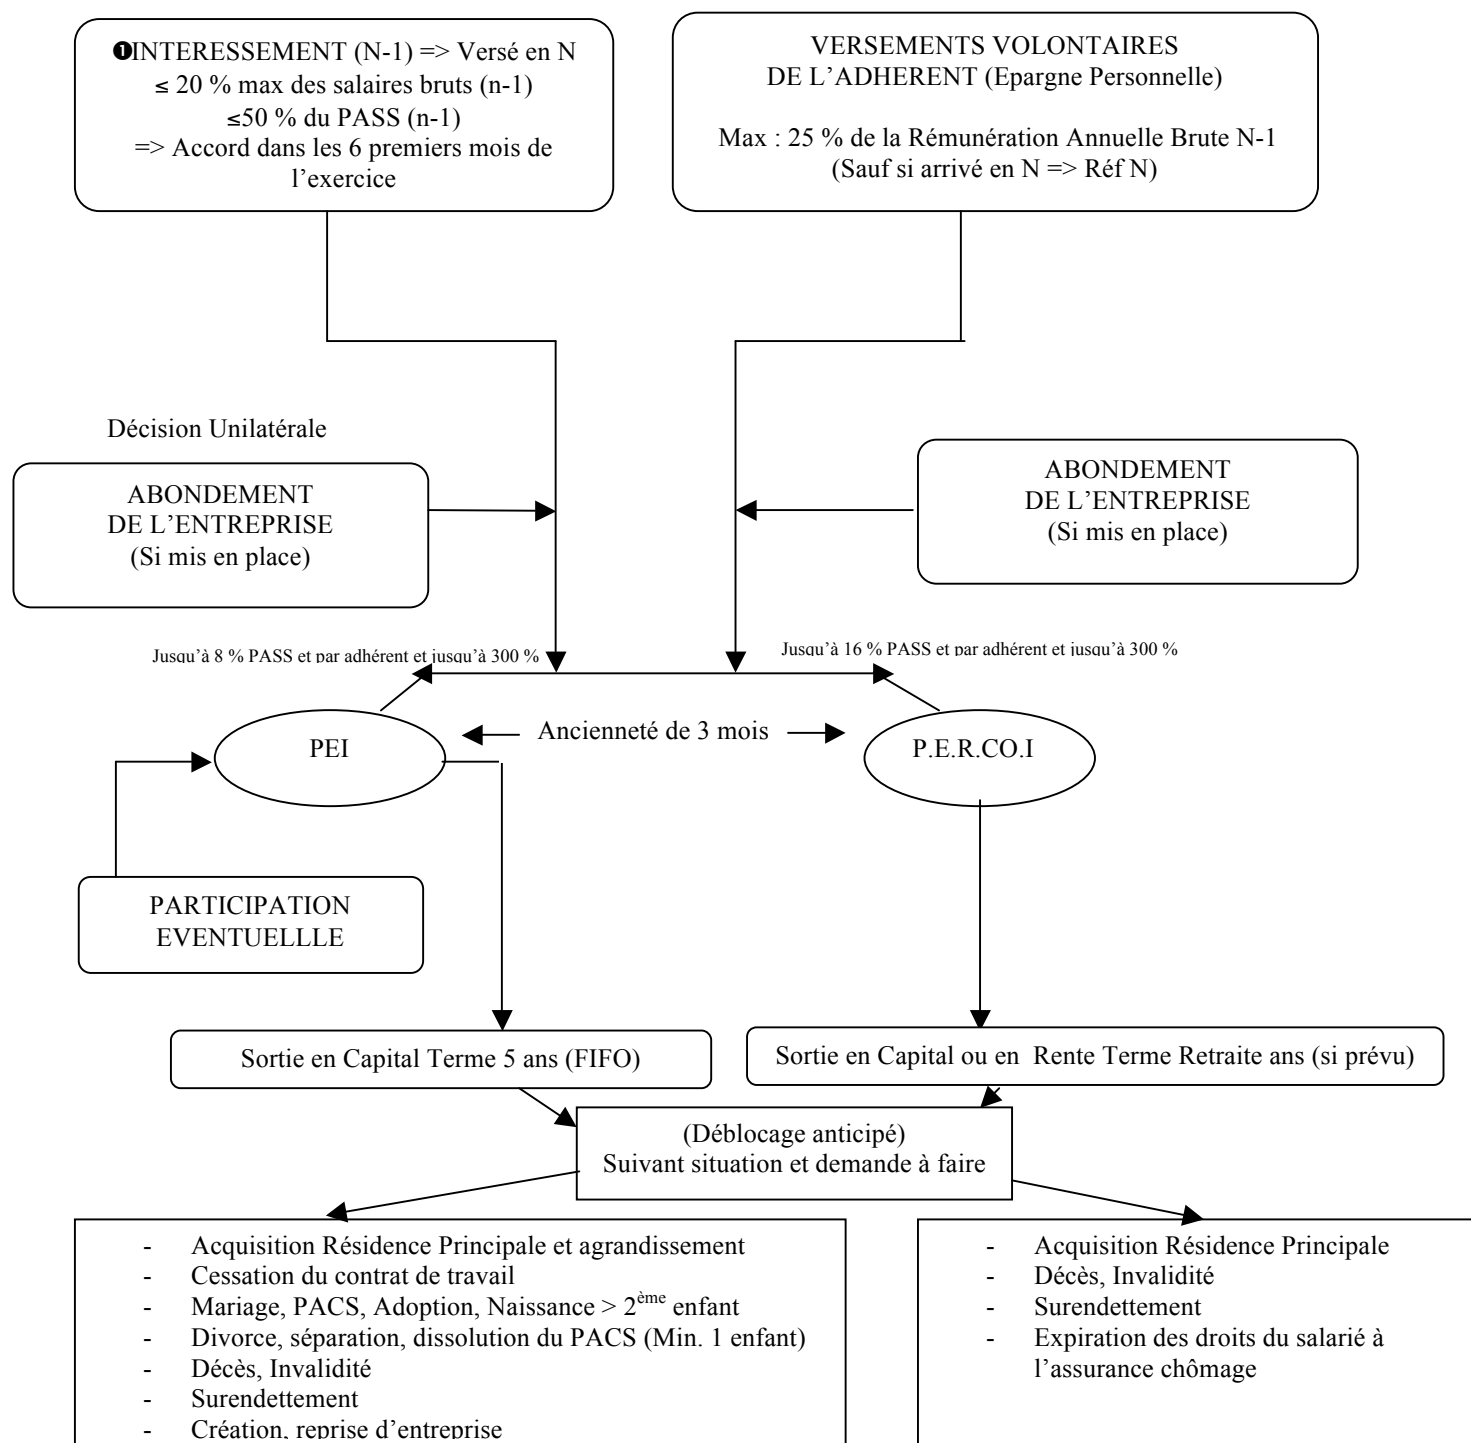 ❶INTERESSEMENT (N-1) => Versé en N
≤ 20 % max des salaires bruts (n-1)
≤50 % du PASS (n-1)
=> Accord dans les 6 premiers mois de
l’exercice
VERSEMENTS VOLONTAIRES
DE L’ADHERENT (Epargne Personnelle)
Max : 25 % de la Rémunération Annuelle Brute N-1
(Sauf si arrivé en N => Réf N)
Décision Unilatérale
ABONDEMENT
DE L’ENTREPRISE
(Si mis en place)
ABONDEMENT
DE L’ENTREPRISE
(Si mis en place)
Jusqu’à 8 % PASS et par adhérent et jusqu’à 300 %
Jusqu’à 16 % PASS et par adhérent et jusqu’à 300 %
PEI
Ancienneté de 3 mois
P.E.R.CO.I
PARTICIPATION
EVENTUELLLE
Sortie en Capital Terme 5 ans (FIFO)
Sortie en Capital ou en Rente Terme Retraite ans (si prévu)
(Déblocage anticipé)
Suivant situation et demande à faire
- Acquisition Résidence Principale et agrandissement
- Cessation du contrat de travail
- Mariage, PACS, Adoption, Naissance > 2ème enfant
- Divorce, séparation, dissolution du PACS (Min. 1 enfant)
- Décès, Invalidité
- Surendettement
- Création, reprise d’entreprise
- Acquisition Résidence Principale
- Décès, Invalidité
- Surendettement
- Expiration des droits du salarié à
l’assurance chômage